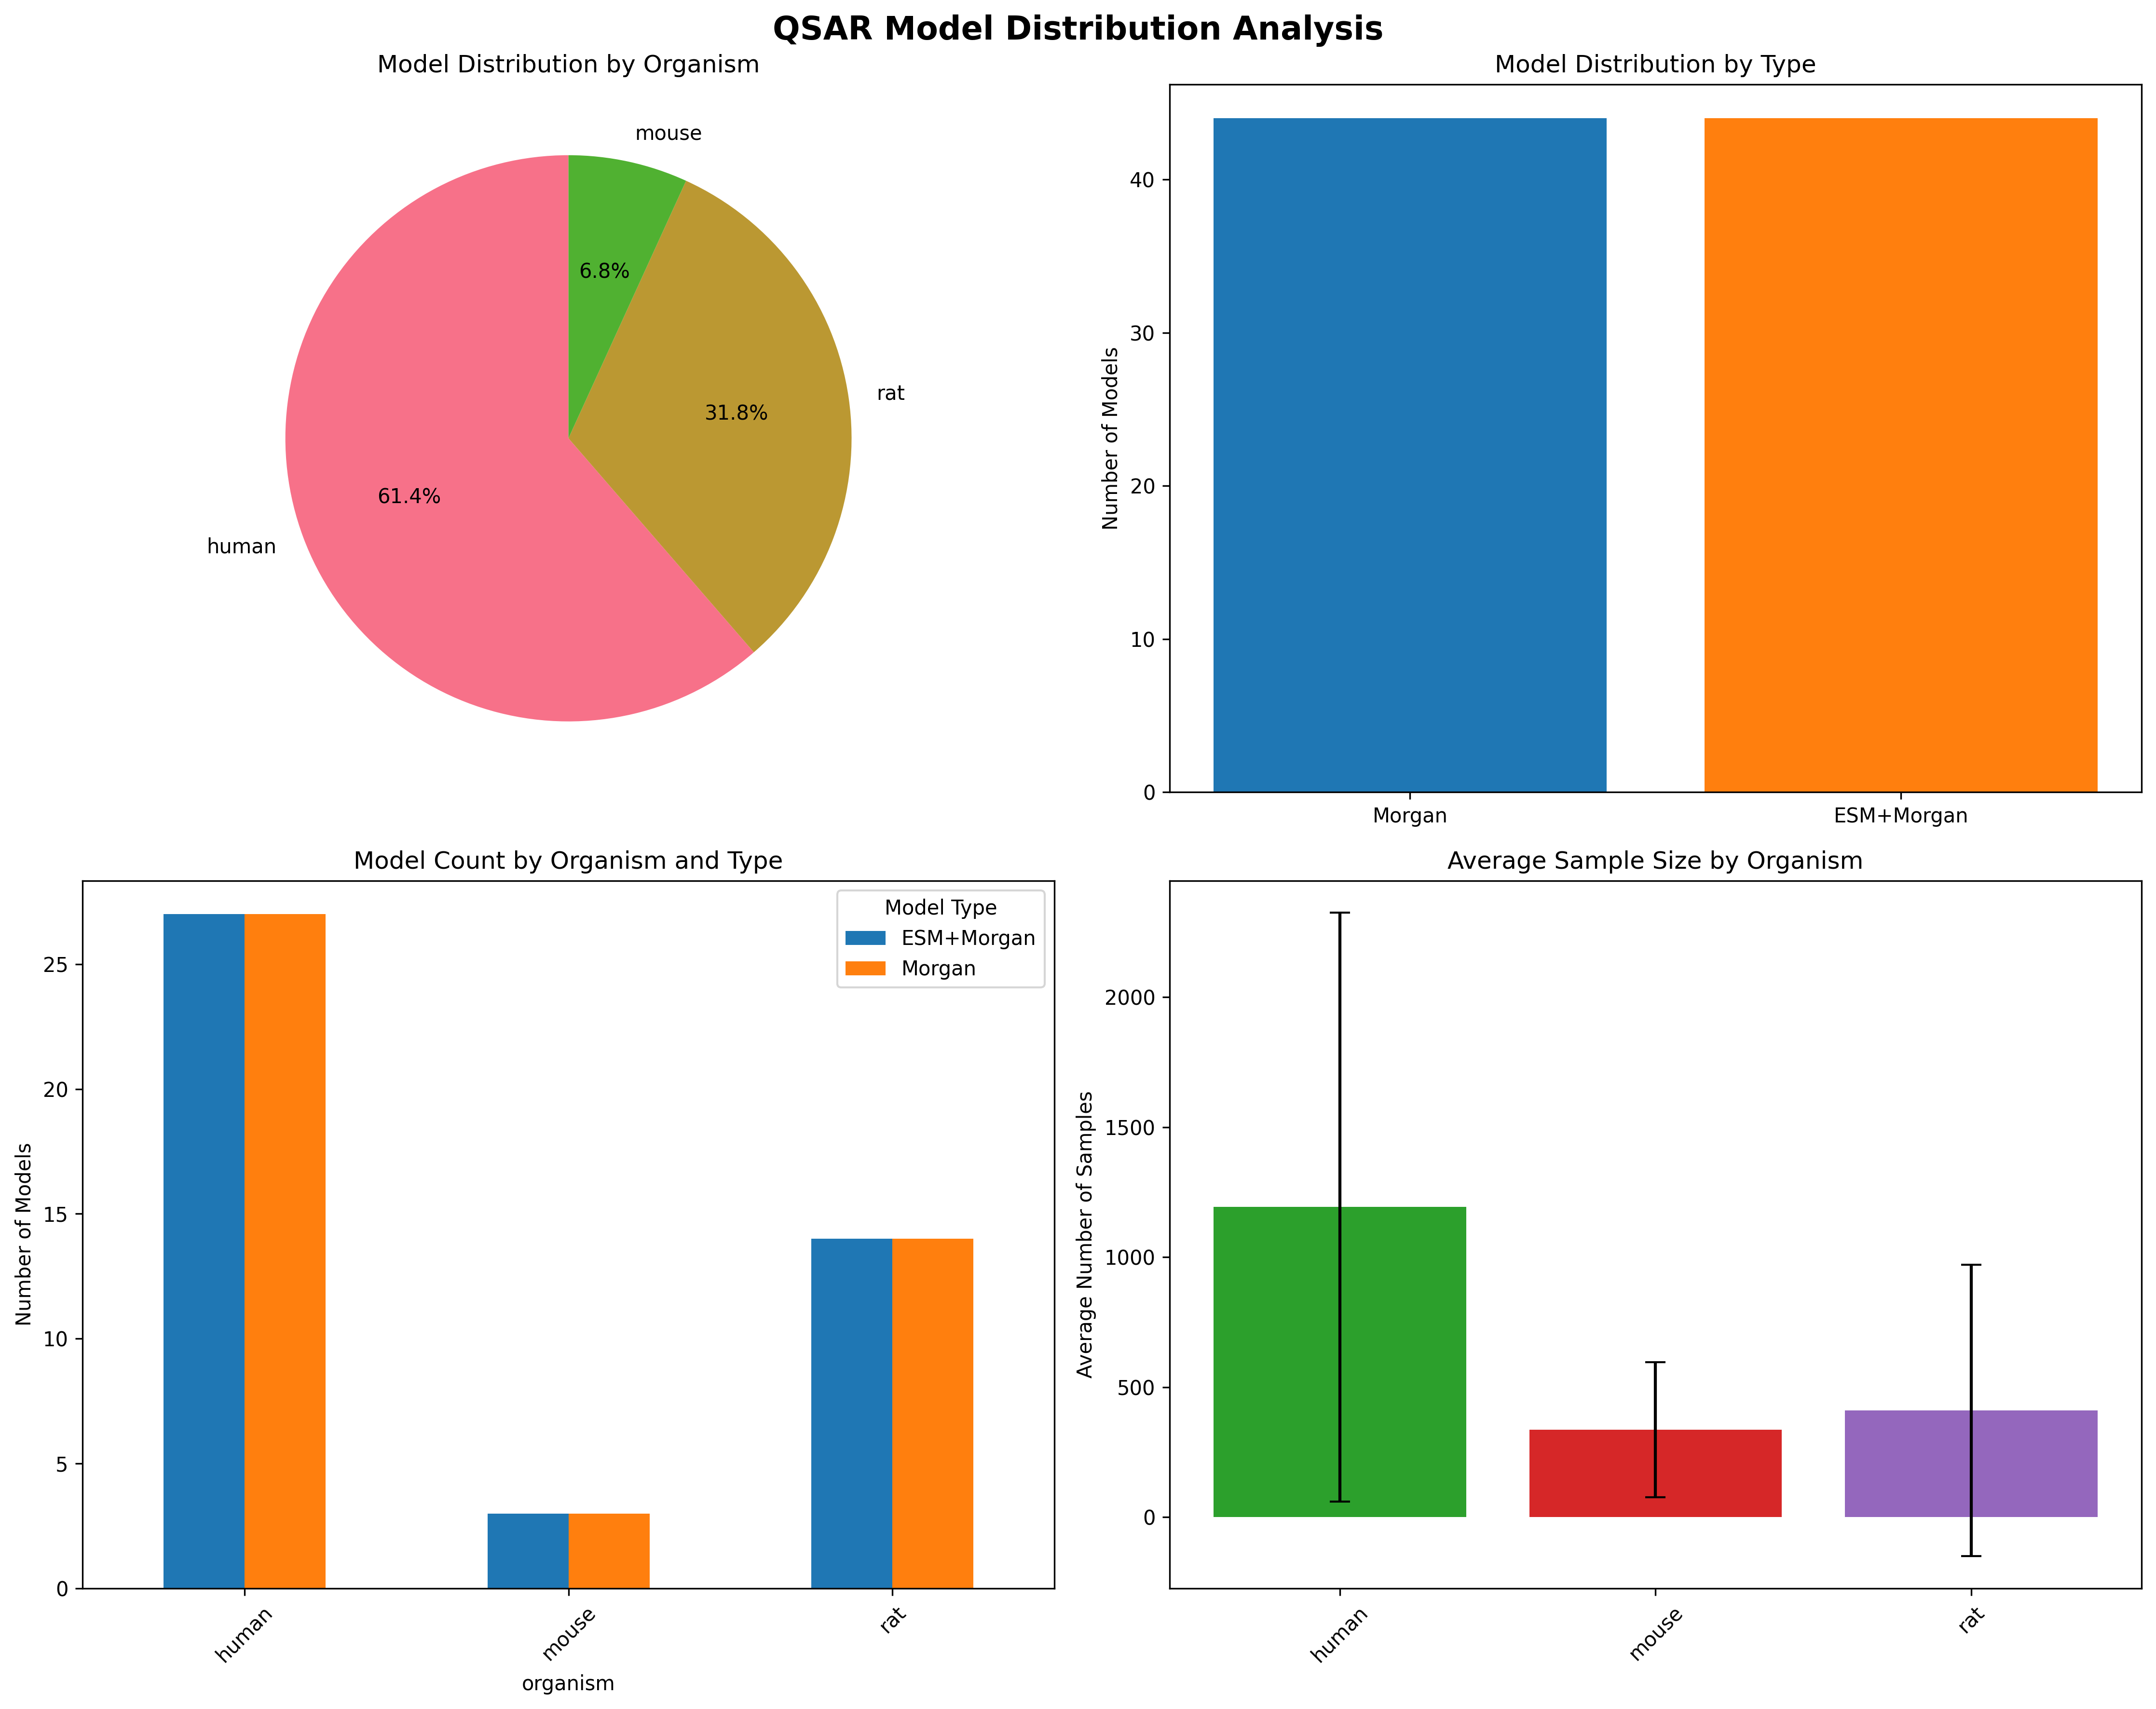 QSAR Model Distribution Analysis
Model Distribution by Organism
mouse
6.8%
rat
31.8%
61.4%
human
Model Distribution by Type
Number of Models
40
30
20
10
0
Morgan
ESM+Morgan
Model Count by Organism and Type
Number of Models
25
20
15
10
5
0
Model Type
ESM+Morgan
Morgan
human
mouse
rat
organism
Average Sample Size by Organism
Average Number of Samples
2000
1500
1000
500
0
human
mouse
rat